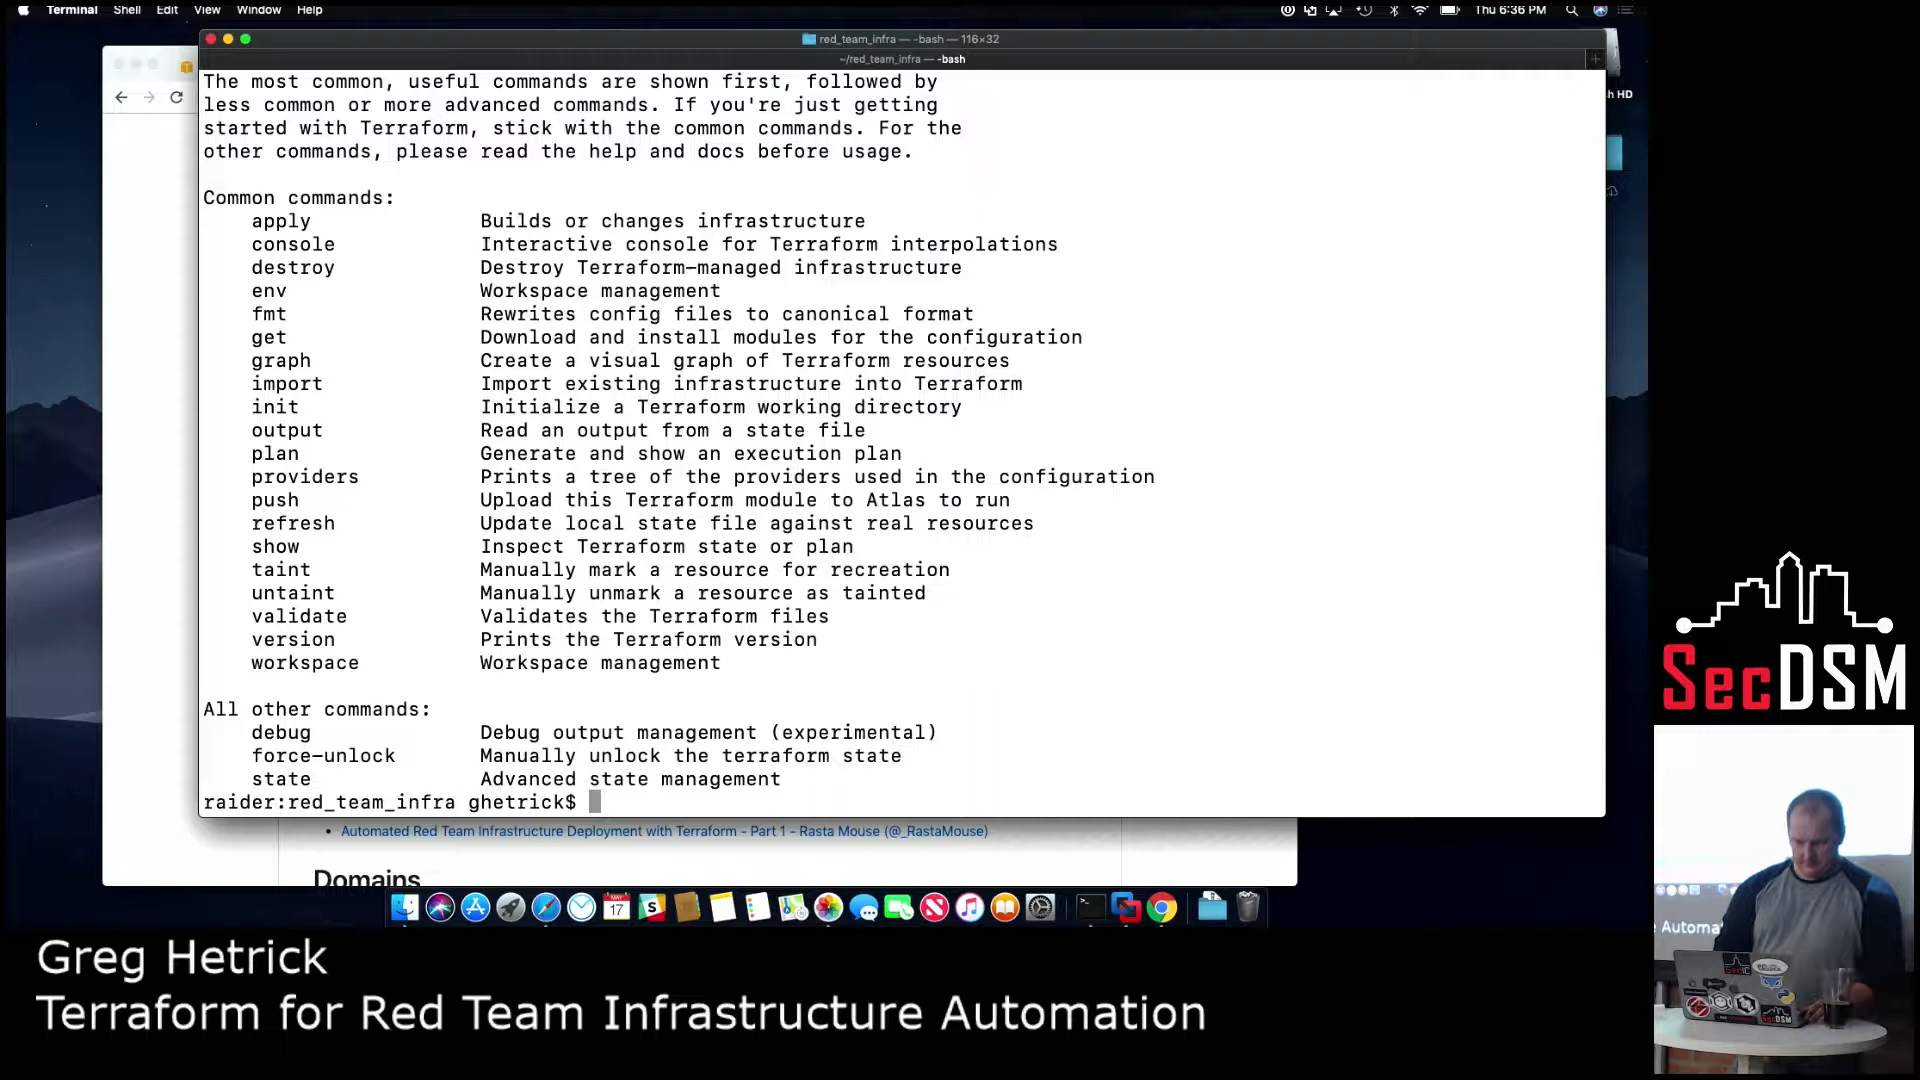 Terminal Shell Edit View Window Help
Thu 6:36 PM
red_team_infra — -bash — 116×32
~/red_team_infra — -bash
The most common, useful commands are shown first, followed by
less common or more advanced commands. If you're just getting
started with Terraform, stick with the common commands. For the
other commands, please read the help and docs before usage.
Common commands:
apply Builds or changes infrastructure
console Interactive console for Terraform interpolations
destroy Destroy Terraform-managed infrastructure
env Workspace management
fmt Rewrites config files to canonical format
get Download and install modules for the configuration
graph Create a visual graph of Terraform resources
import Import existing infrastructure into Terraform
init Initialize a Terraform working directory
output Read an output from a state file
plan Generate and show an execution plan
providers Prints a tree of the providers used in the configuration
push Upload this Terraform module to Atlas to run
refresh Update local state file against real resources
show Inspect Terraform state or plan
taint Manually mark a resource for recreation
untaint Manually unmark a resource as tainted
validate Validates the Terraform files
version Prints the Terraform version
workspace Workspace management
All other commands:
debug Debug output management (experimental)
force-unlock Manually unlock the terraform state
state Advanced state management
raider:red_team_infra ghetrick$
• Automated Red Team Infrastructure Deployment with Terraform - Part 1 - Rasta Mouse (@_RastaMouse)
Domains
MAY
17
HD
SecDSM
Greg Hetrick
Terraform for Red Team Infrastructure Automation